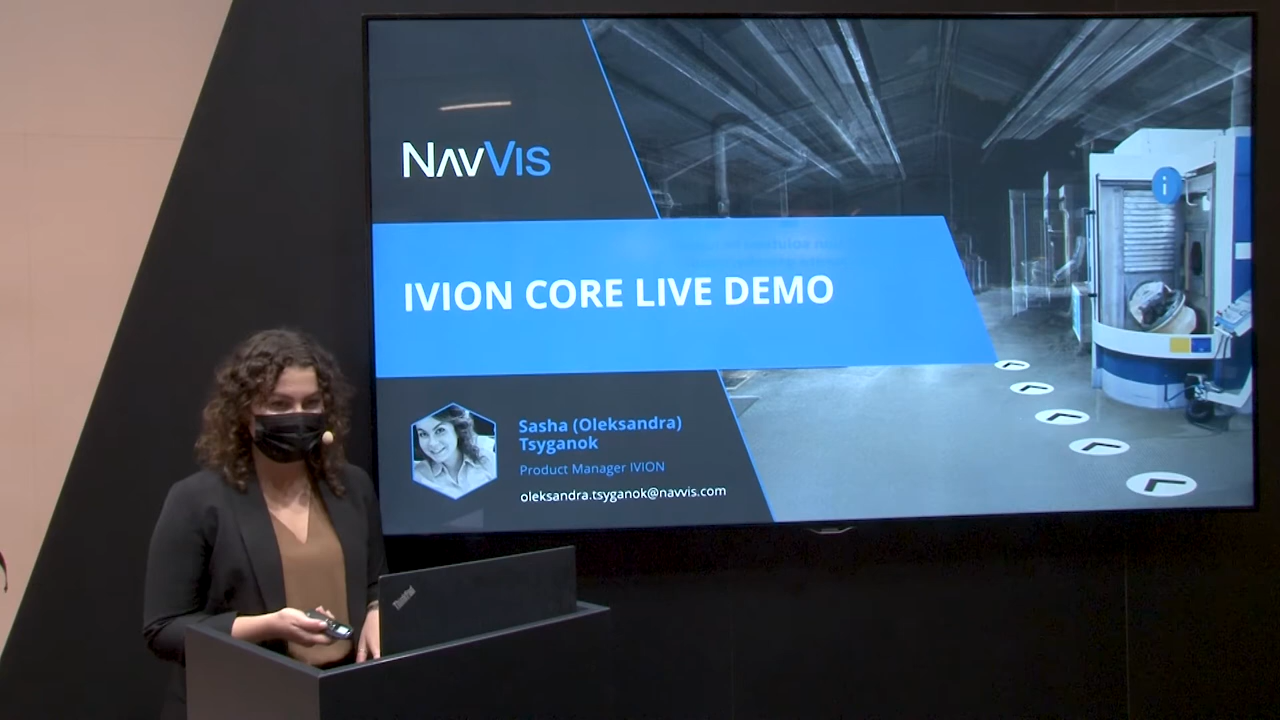 NAVVIS
IVION CORE LIVE DEMO
Sasha (Oleksandra)
Tsyganok
Product Manager IVION
oleksandra.tsyganok@navvis.com
ThinkPad